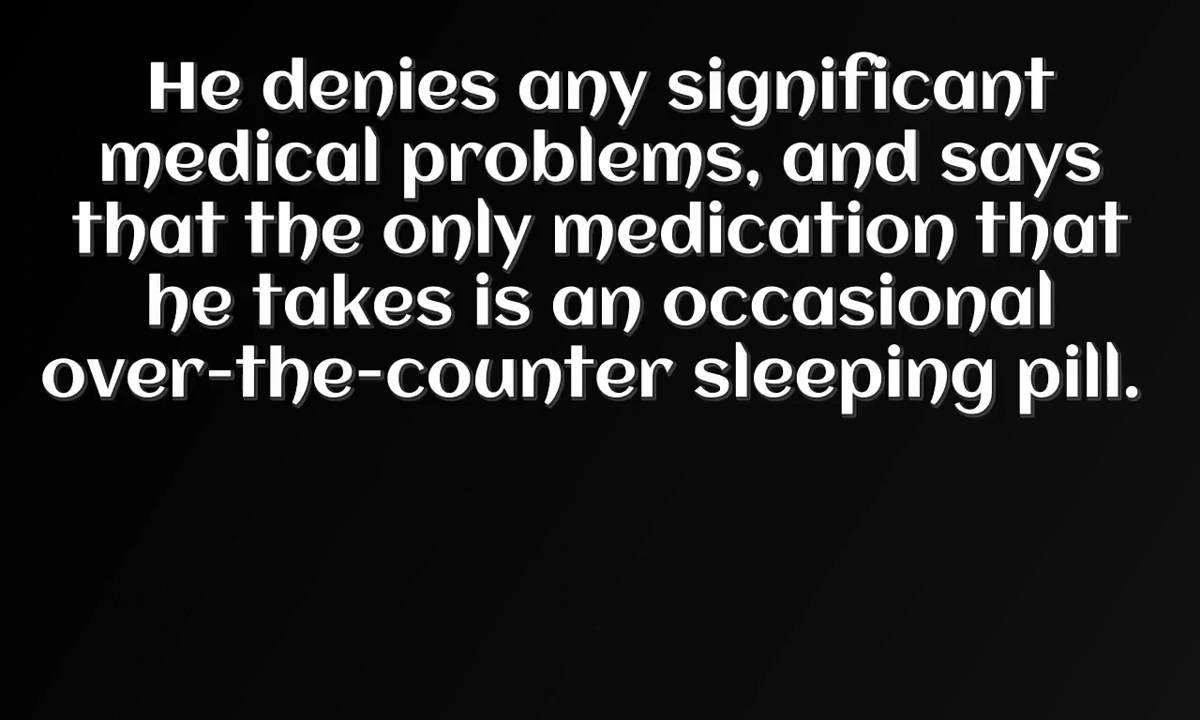 He denies any significant
medical problems, and says
that the only medication that
he takes is an occasional
over-the-counter sleeping pill.